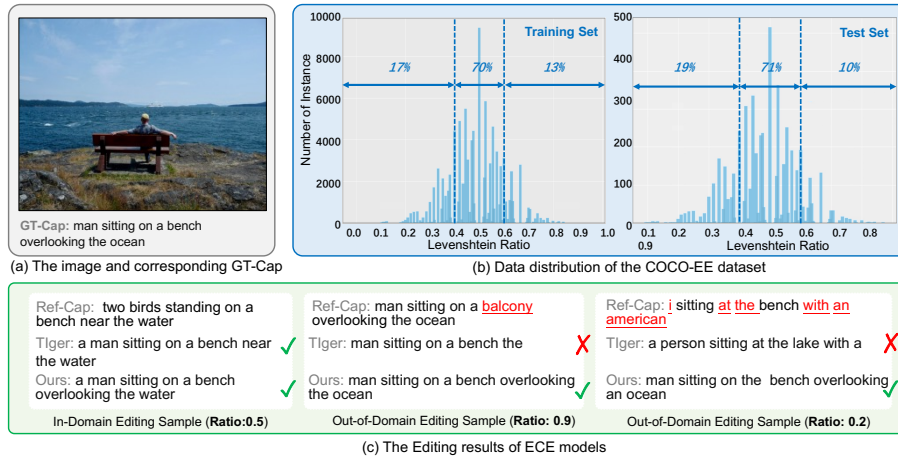 GT-Cap: man sitting on a bench
overlooking the ocean
(a) The image and corresponding GT-Cap
10000
8000
6000
4000
2000
0
Number of Instance
Training Set
17%
70%
13%
0.0 0.1 0.2 0.3 0.4 0.5 0.6 0.7 0.8 0.9 1.0
Levenshtein Ratio
500
400
300
200
100
0
Test Set
19%
71%
10%
0.1 0.2 0.3 0.4 0.5 0.6 0.7 0.8
0.9
Levenshtein Ratio
(b) Data distribution of the COCO-EE dataset
Ref-Cap: two birds standing on a
bench near the water
TIger: a man sitting on a bench near
the water
Ours: a man sitting on a bench
overlooking the water
In-Domain Editing Sample (Ratio:0.5)
Ref-Cap: man sitting on a balcony
overlooking the ocean
TIger: man sitting on a bench the
Ours: man sitting on a bench overlooking
the ocean
Out-of-Domain Editing Sample (Ratio: 0.9)
Ref-Cap: i sitting at the bench with an
american
TIger: a person sitting at the lake with a
Ours: man sitting on the bench overlooking
an ocean
Out-of-Domain Editing Sample (Ratio: 0.2)
(c) The Editing results of ECE models